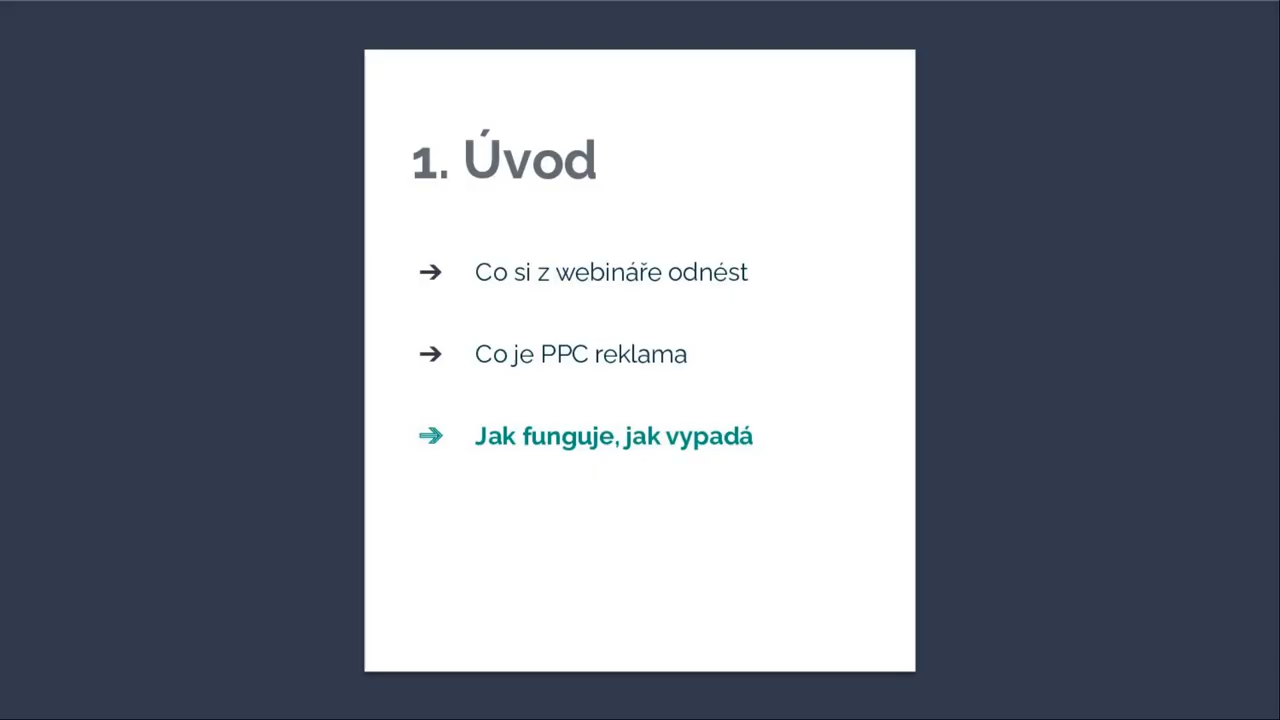 1. Úvod
➔ Co si z webináře odnést
➔ Co je PPC reklama
➔ Jak funguje, jak vypadá